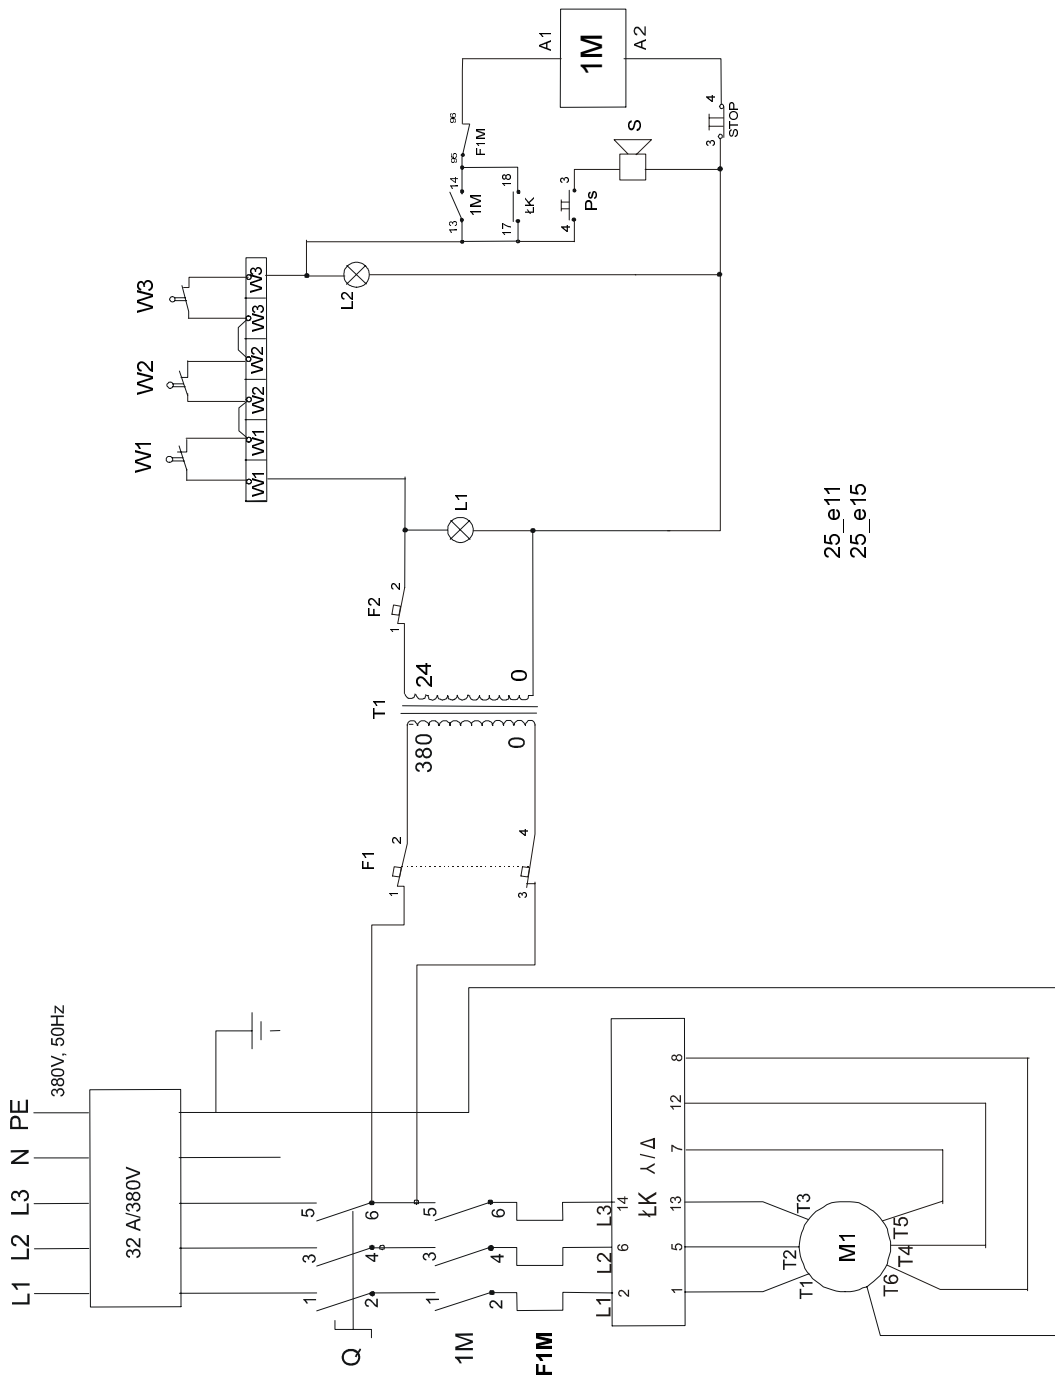 L1
L2
L3
N
PE
380V, 50Hz
32 A/380V
Q
1
2
3
4
5
6
1M
1
2
3
4
5
6
F1M
L1
L2
L3
2
6
14
ŁK
⅄ / Δ
1
5
13
7
12
8
M1
T1
T2
T3
T6
T4
T5
F1
1
2
3
4
T1
380
0
24
0
F2
1
2
L1
W1
W2
W3
W1
W1
W2
W2
W3
W3
L2
13
14
1M
17
18
ŁK
4
3
Ps
95
96
F1M
S
A1
1M
A2
3
4
STOP
25_e11
25_e15